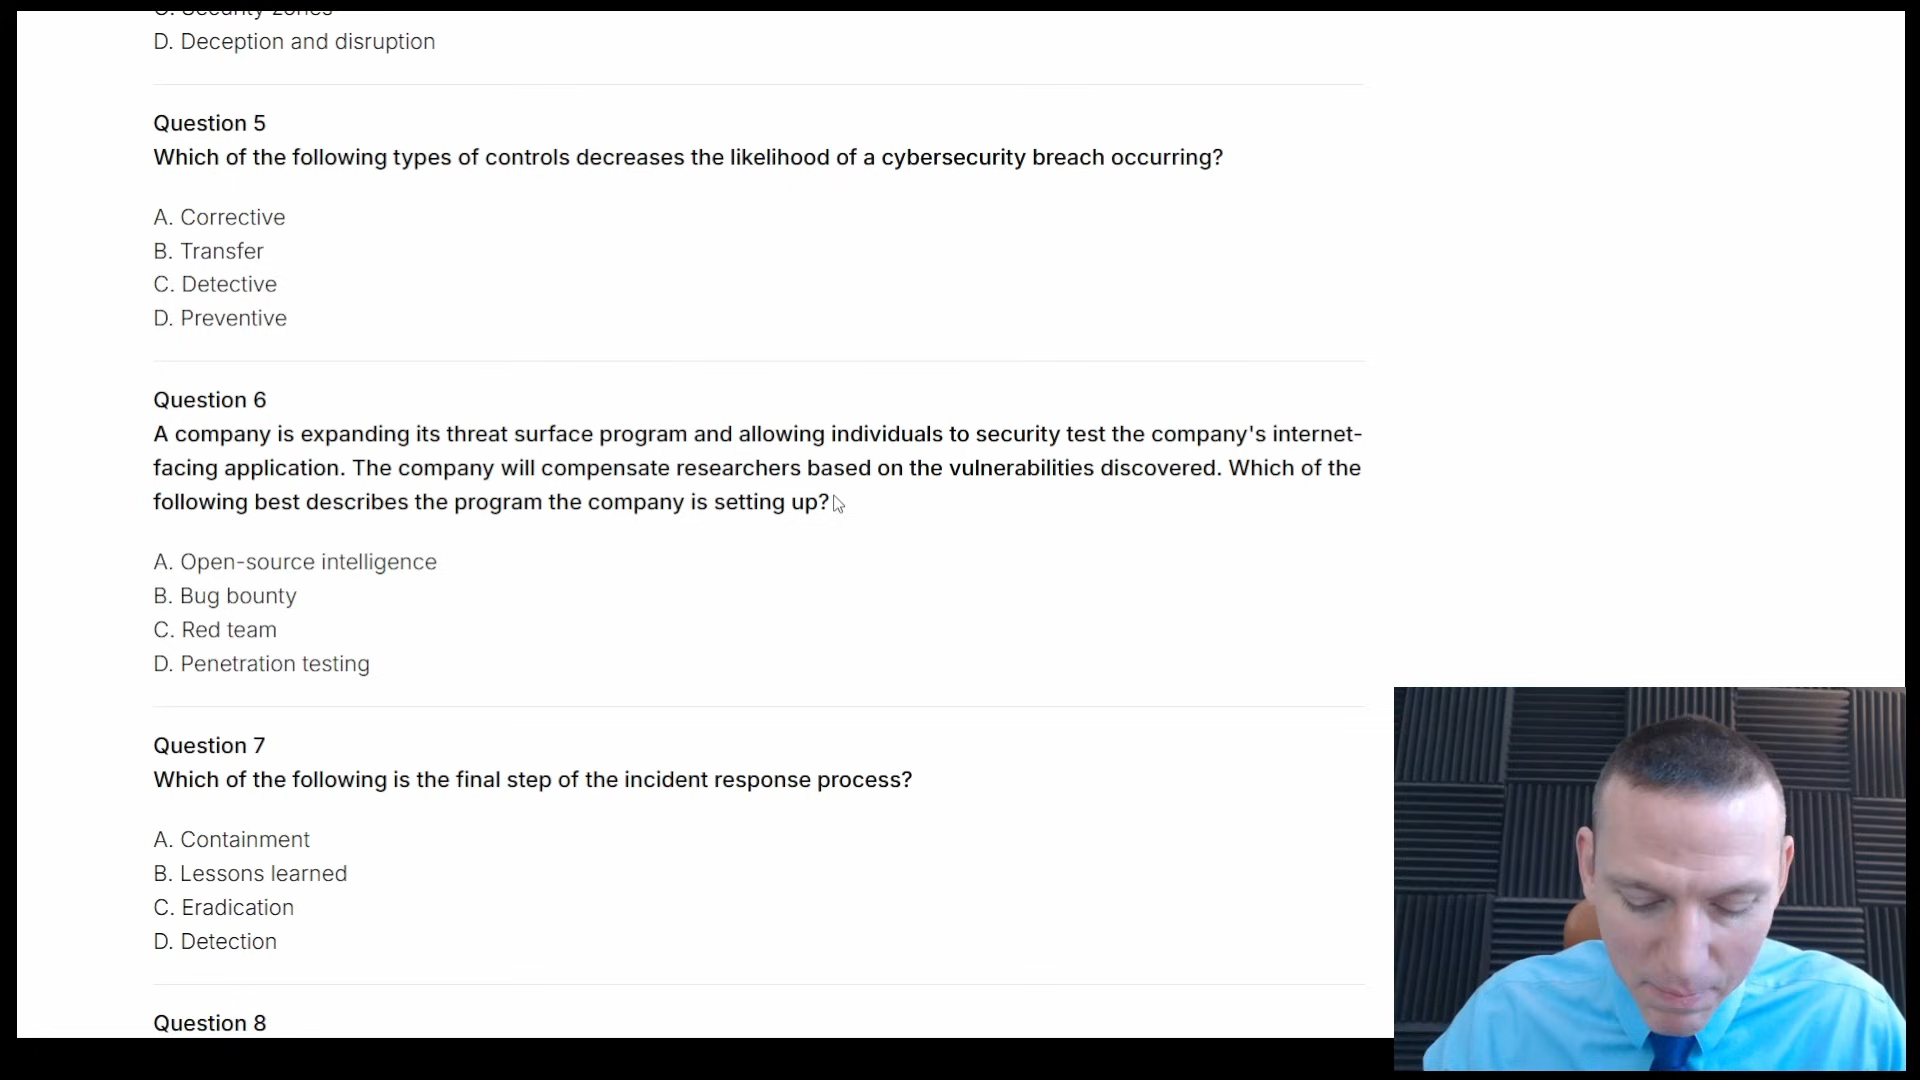 C. Security zones
D. Deception and disruption
Question 5
Which of the following types of controls decreases the likelihood of a cybersecurity breach occurring?
A. Corrective
B. Transfer
C. Detective
D. Preventive
Question 6
A company is expanding its threat surface program and allowing individuals to security test the company's internet-
facing application. The company will compensate researchers based on the vulnerabilities discovered. Which of the
following best describes the program the company is setting up?
A. Open-source intelligence
B. Bug bounty
C. Red team
D. Penetration testing
Question 7
Which of the following is the final step of the incident response process?
A. Containment
B. Lessons learned
C. Eradication
D. Detection
Question 8